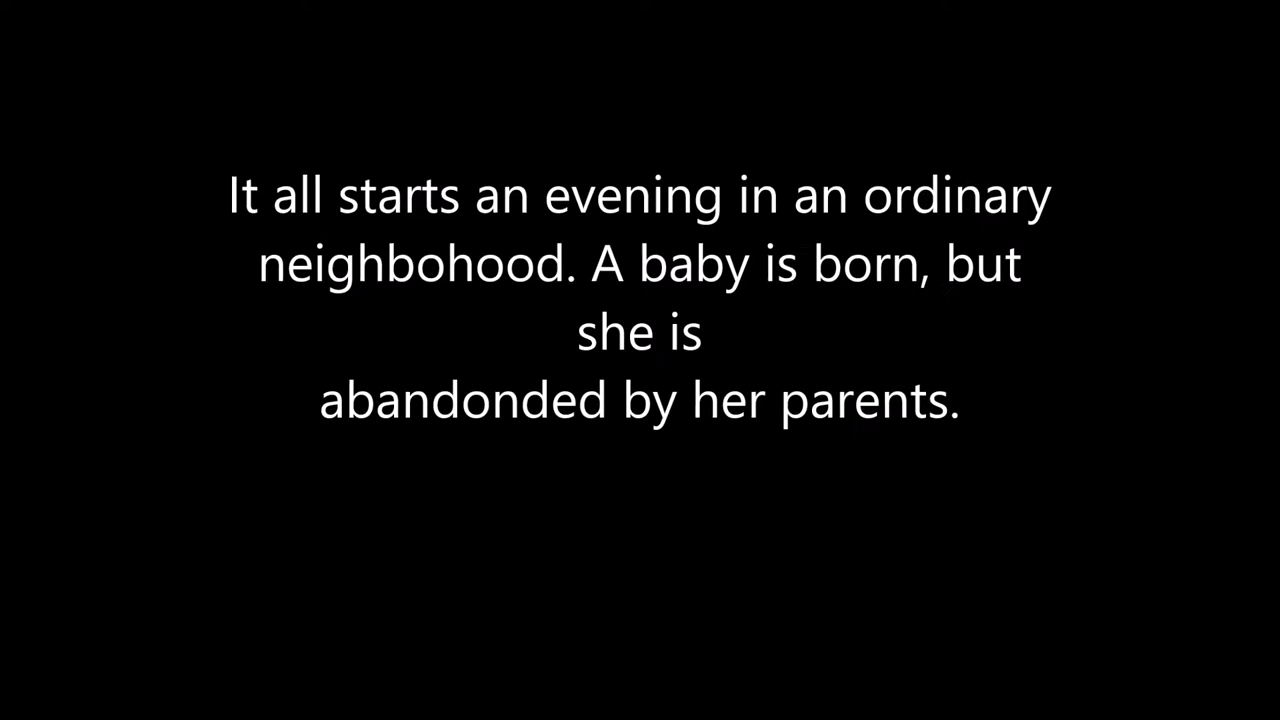 It all starts an evening in an ordinary
neighbohood. A baby is born, but
she is
abandonded by her parents.